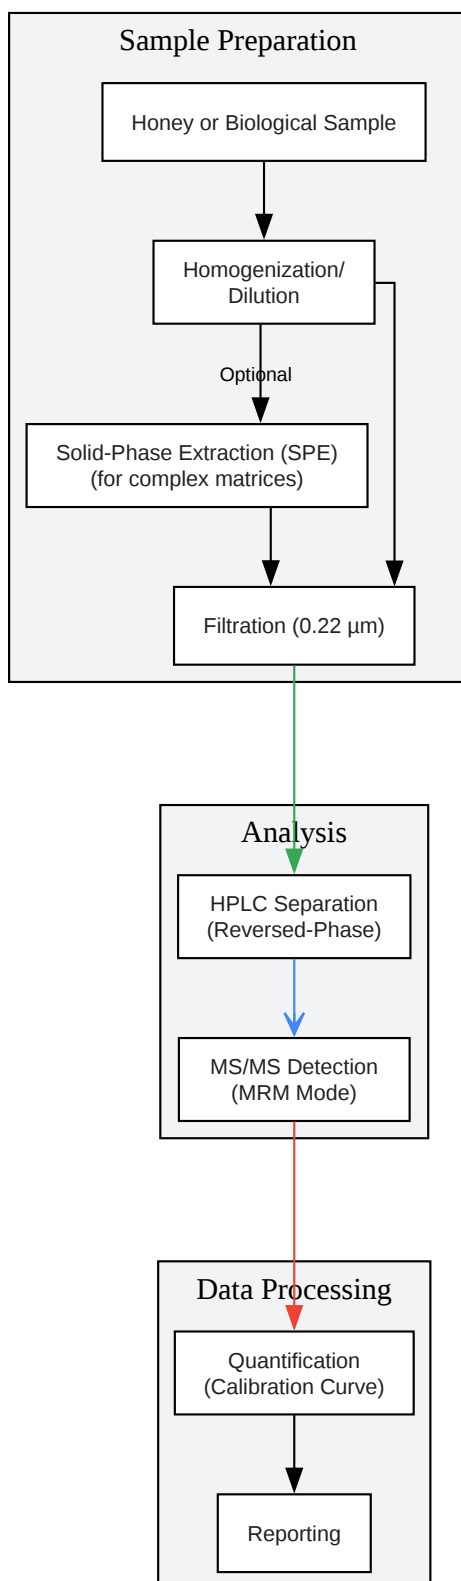 Sample Preparation
Honey or Biological Sample
Homogenization/
Dilution
Optional
Solid-Phase Extraction (SPE)
(for complex matrices)
Filtration (0.22 µm)
Analysis
HPLC Separation
(Reversed-Phase)
MS/MS Detection
(MRM Mode)
Data Processing
Quantification
(Calibration Curve)
Reporting